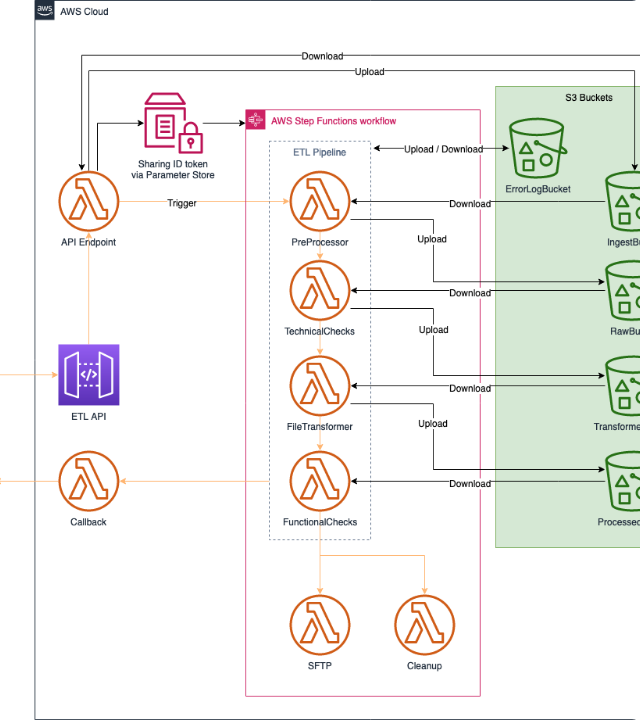 aws
AWS Cloud
Download
Upload
S3 Buckets
AWS Step Functions workflow
ETL Pipeline
Upload / Download
Sharing ID token
via Parameter Store
ErrorLogBucket
Trigger
Download
API Endpoint
PreProcessor
Upload
IngestBu
Download
TechnicalChecks
Upload
RawBu
ETL API
Download
FileTransformer
Upload
Transforme
Download
Callback
FunctionalChecks
Processed
SFTP
Cleanup